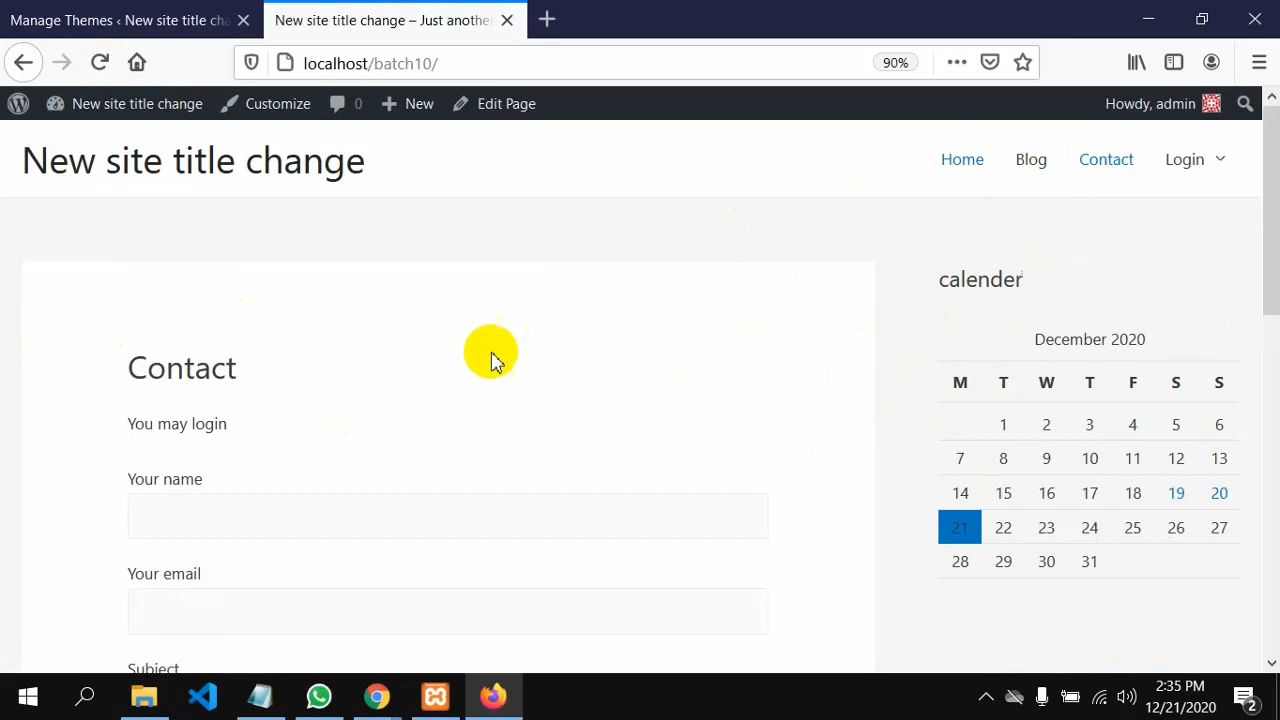 Manage Themes ‹ New site title cha
New site title change – Just another
localhost/batch10/
90%
New site title change
Customize
0
New
Edit Page
Howdy, admin
New site title change
Home
Blog
Contact
Login
calender
December 2020
M T W T F S S
1 2 3 4 5 6
7 8 9 10 11 12 13
14 15 16 17 18 19 20
21 22 23 24 25 26 27
28 29 30 31
Contact
You may login
Your name
Your email
Subject
2:35 PM
12/21/2020
2